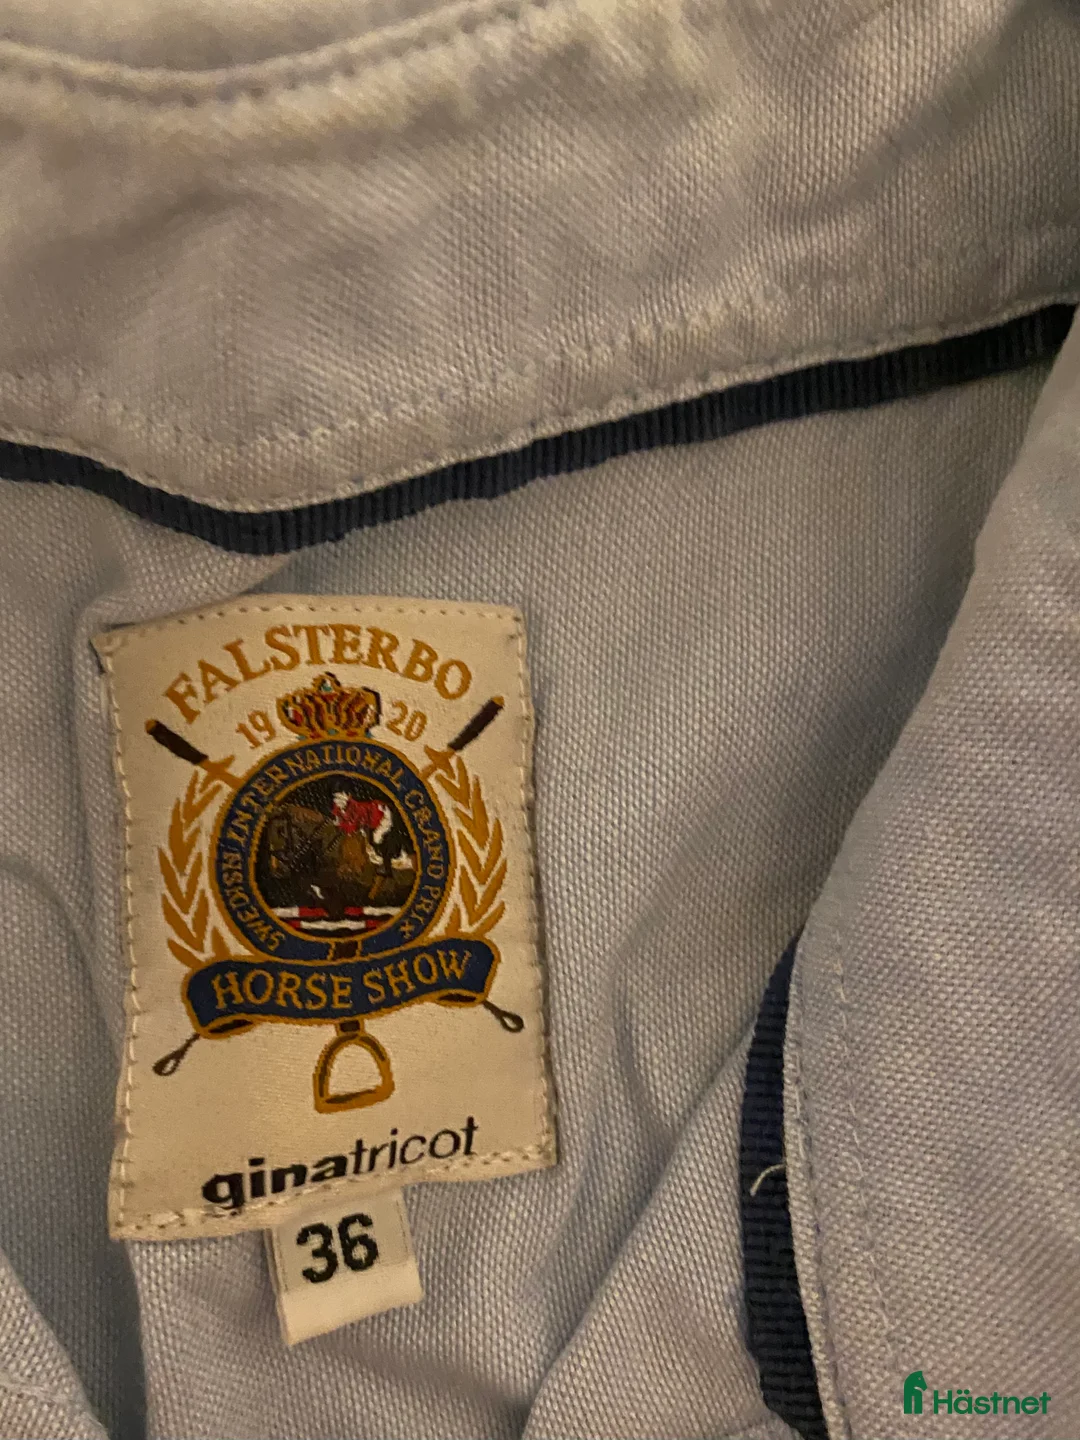 FALSTERBO
19 20
SWEDISH INTERNATIONAL GRAND PRIX
HORSE SHOW
ginatricot
36
Hästnet